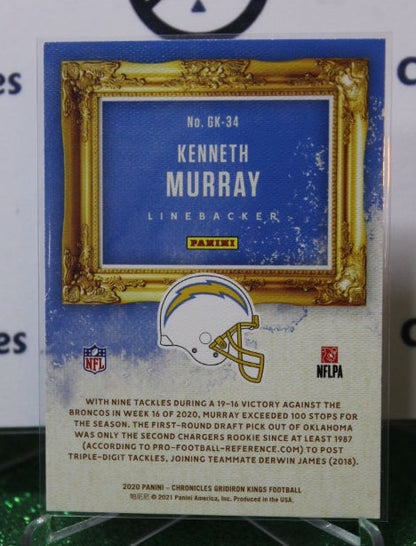 ces
No. GK-34
KENNETH
MURRAY
LINEBACKER
PANINI
NFL
NFLPA
WITH NINE TACKLES DURING A 19-16 VICTORY AGAINST THE
BRONCOS IN WEEK 16 OF 2020, MURRAY EXCEEDED 100 STOPS FOR
THE SEASON. THE FIRST-ROUND DRAFT PICK OUT OF OKLAHOMA
WAS ONLY THE SECOND CHARGERS ROOKIE SINCE AT LEAST 1987
(ACCORDING TO PRO-FOOTBALL-REFERENCE.COM) TO POST
TRIPLE-DIGIT TACKLES, JOINING TEAMMATE DERWIN JAMES (2018).
2020 PANINI – CHRONICLES GRIDIRON KINGS FOOTBALL
帕尼尼 © 2021 Panini America, Inc. Produced in the USA.